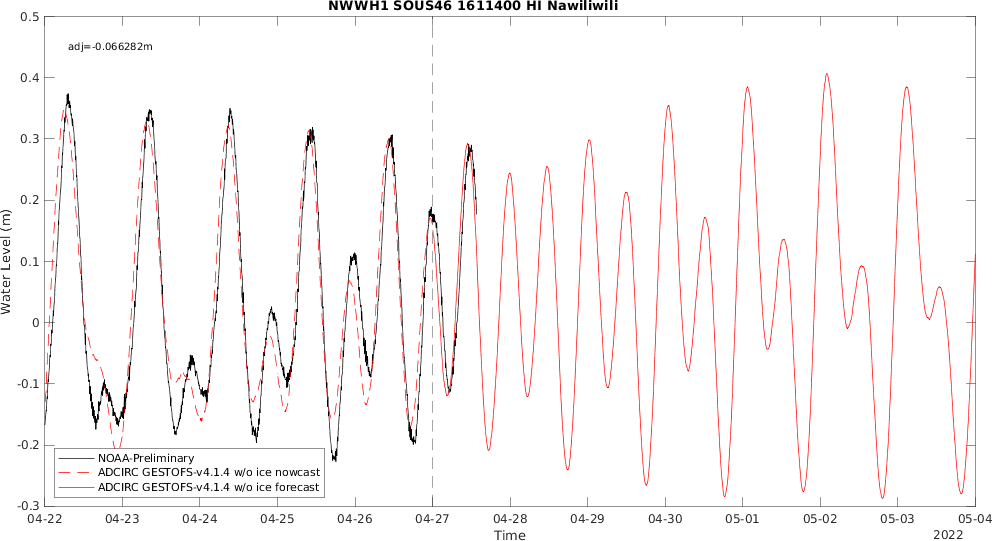 NWWH1 SOUS46 1611400 HI Nawiliwili
adj=-0.066282m
0.5
0.4
0.3
0.2
0.1
0
-0.1
-0.2
-0.3
Water Level (m)
NOAA-Preliminary
ADCIRC GESTOFS-v4.1.4 w/o ice nowcast
ADCIRC GESTOFS-v4.1.4 w/o ice forecast
04-22 04-23 04-24 04-25 04-26 04-27 04-28 04-29 04-30 05-01 05-02 05-03 05-04
Time
2022